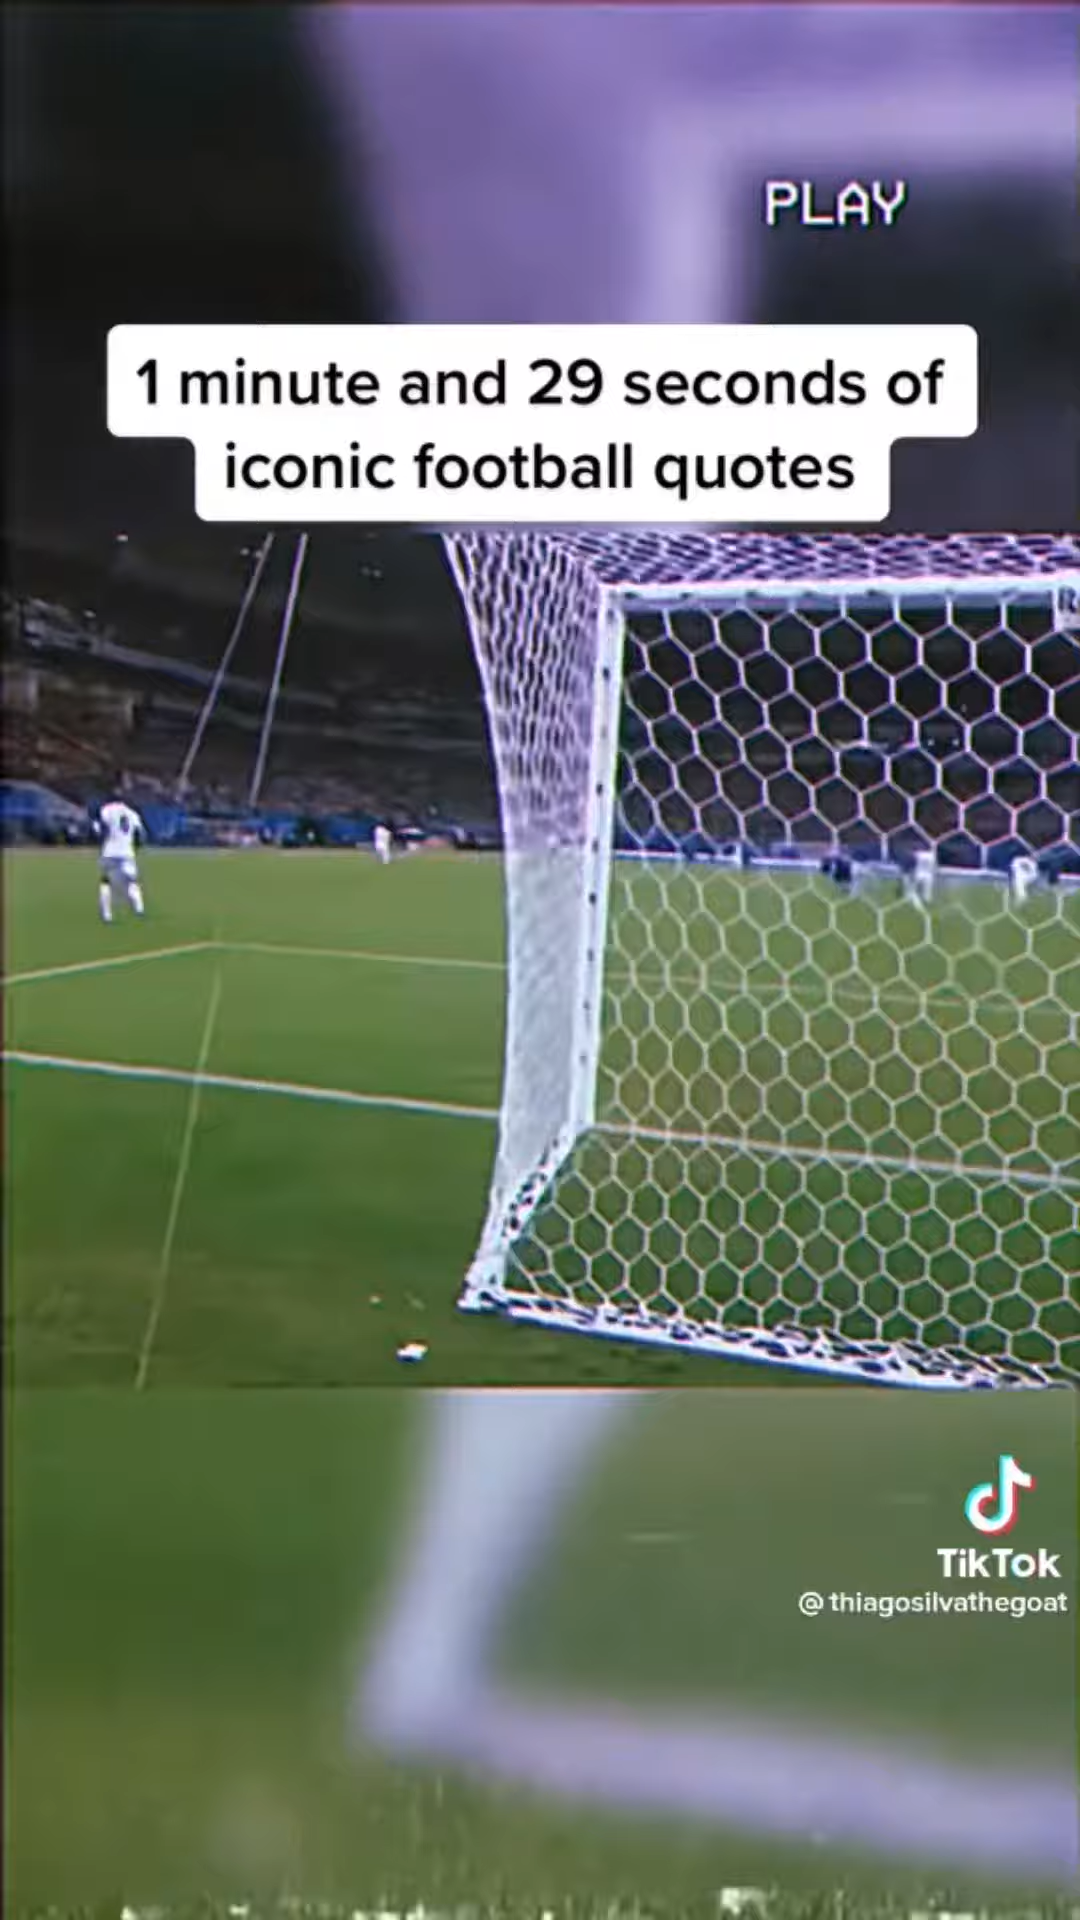 PLAY
1 minute and 29 seconds of
iconic football quotes
TikTok
@thiagosilvathegoat